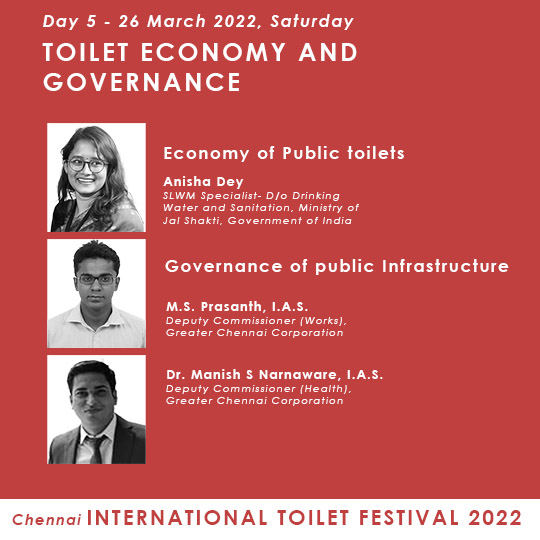 Day 5 - 26 March 2022, Saturday
TOILET ECONOMY AND
GOVERNANCE
Economy of Public toilets
Anisha Dey
SLWM Specialist- D/o Drinking
Water and Sanitation, Ministry of
Jal Shakti, Government of India
Governance of public Infrastructure
M.S. Prasanth, I.A.S.
Deputy Commissioner (Works),
Greater Chennai Corporation
Dr. Manish S Narnaware, I.A.S.
Deputy Commissioner (Health),
Greater Chennai Corporation
Chennai INTERNATIONAL TOILET FESTIVAL 2022